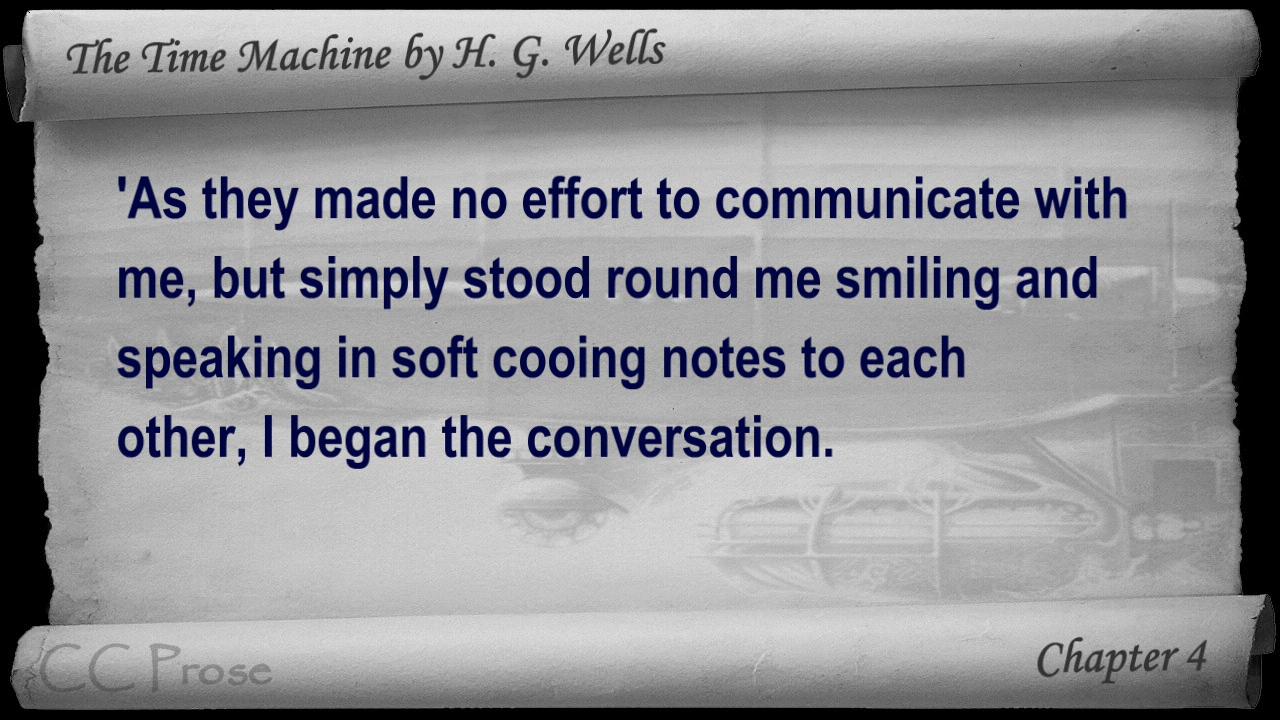 The Time Machine by H. G. Wells
'As they made no effort to communicate with
me, but simply stood round me smiling and
speaking in soft cooing notes to each
other, I began the conversation.
CC Prose
Chapter 4